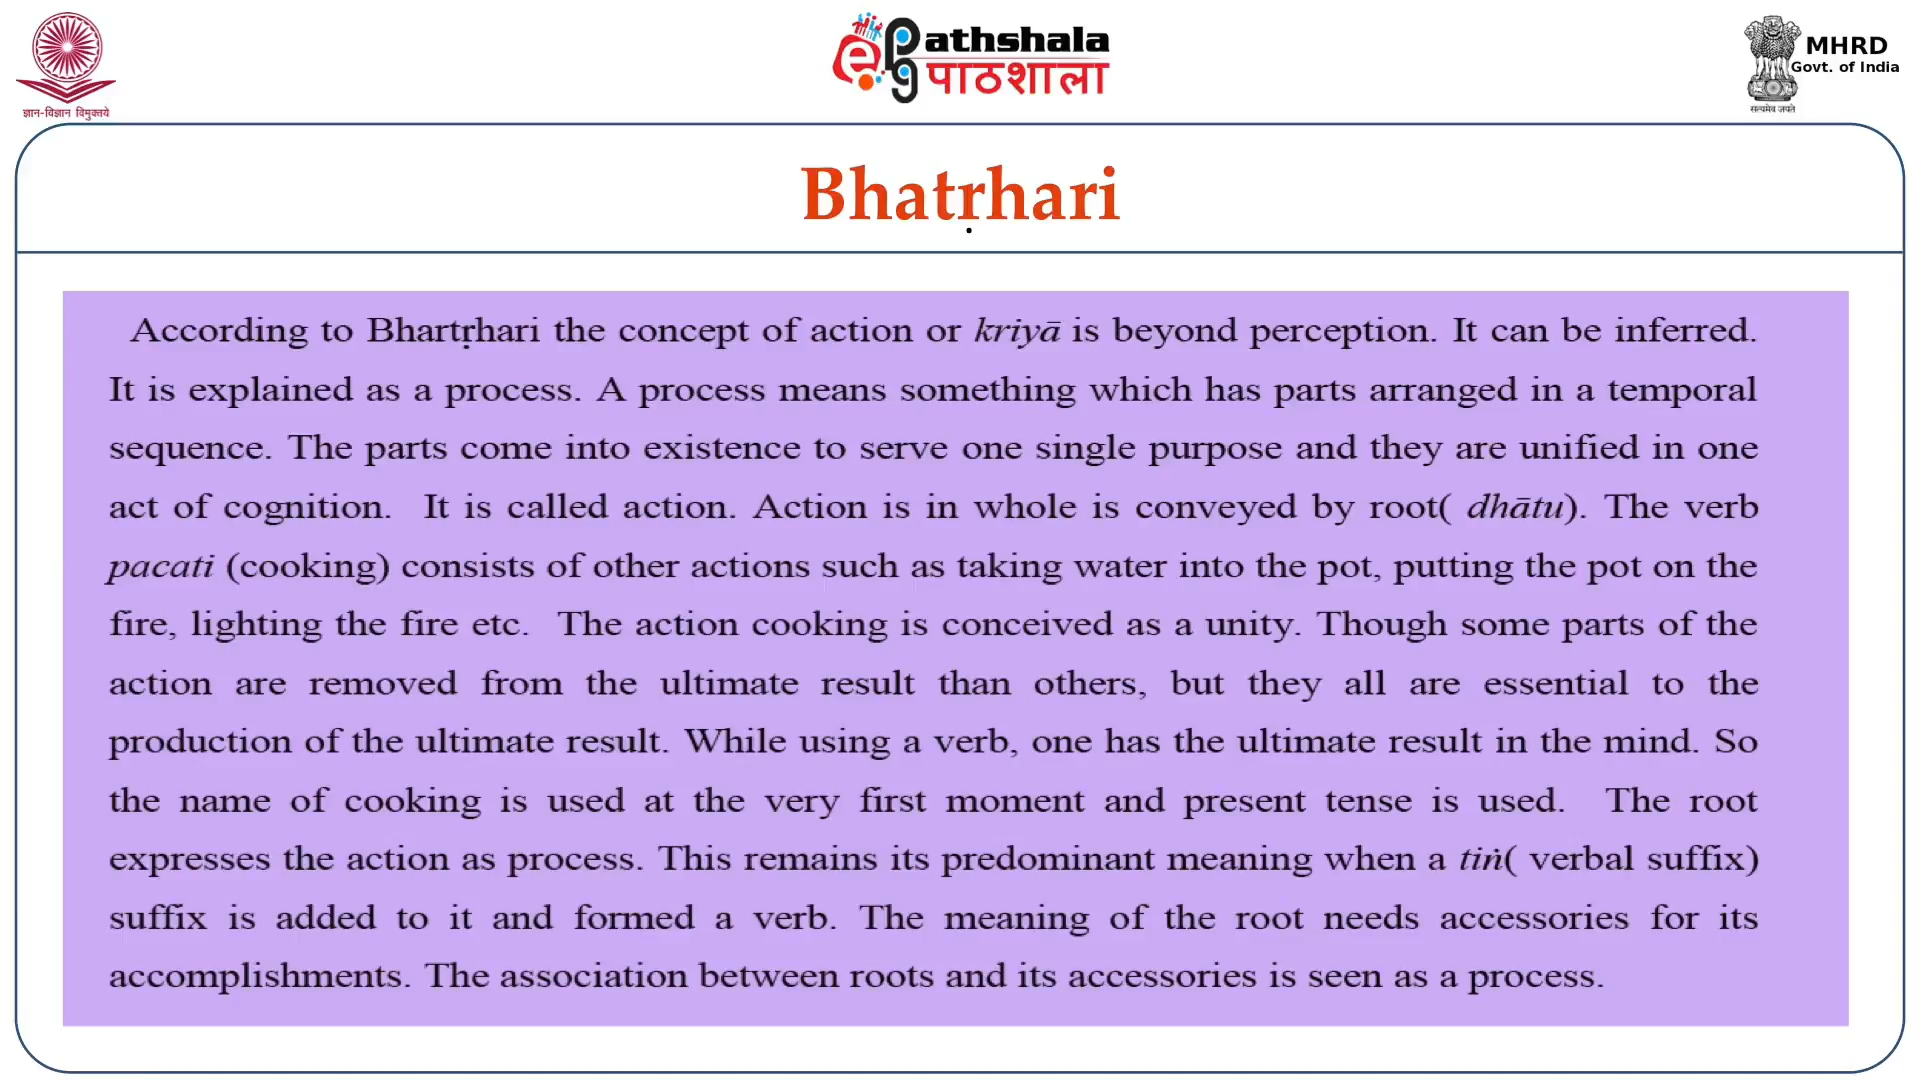 ज्ञान-विज्ञान विमुक्तये
e Pg Pathshala
पाठशाला
MHRD
Govt. of India
सत्यमेव जयते
Bhatṛhari
.
According to Bhartṛhari the concept of action or kriyā is beyond perception. It can be inferred.
It is explained as a process. A process means something which has parts arranged in a temporal
sequence. The parts come into existence to serve one single purpose and they are unified in one
act of cognition. It is called action. Action is in whole is conveyed by root( dhātu). The verb
pacati (cooking) consists of other actions such as taking water into the pot, putting the pot on the
fire, lighting the fire etc. The action cooking is conceived as a unity. Though some parts of the
action are removed from the ultimate result than others, but they all are essential to the
production of the ultimate result. While using a verb, one has the ultimate result in the mind. So
the name of cooking is used at the very first moment and present tense is used. The root
expresses the action as process. This remains its predominant meaning when a tiṅ( verbal suffix)
suffix is added to it and formed a verb. The meaning of the root needs accessories for its
accomplishments. The association between roots and its accessories is seen as a process.